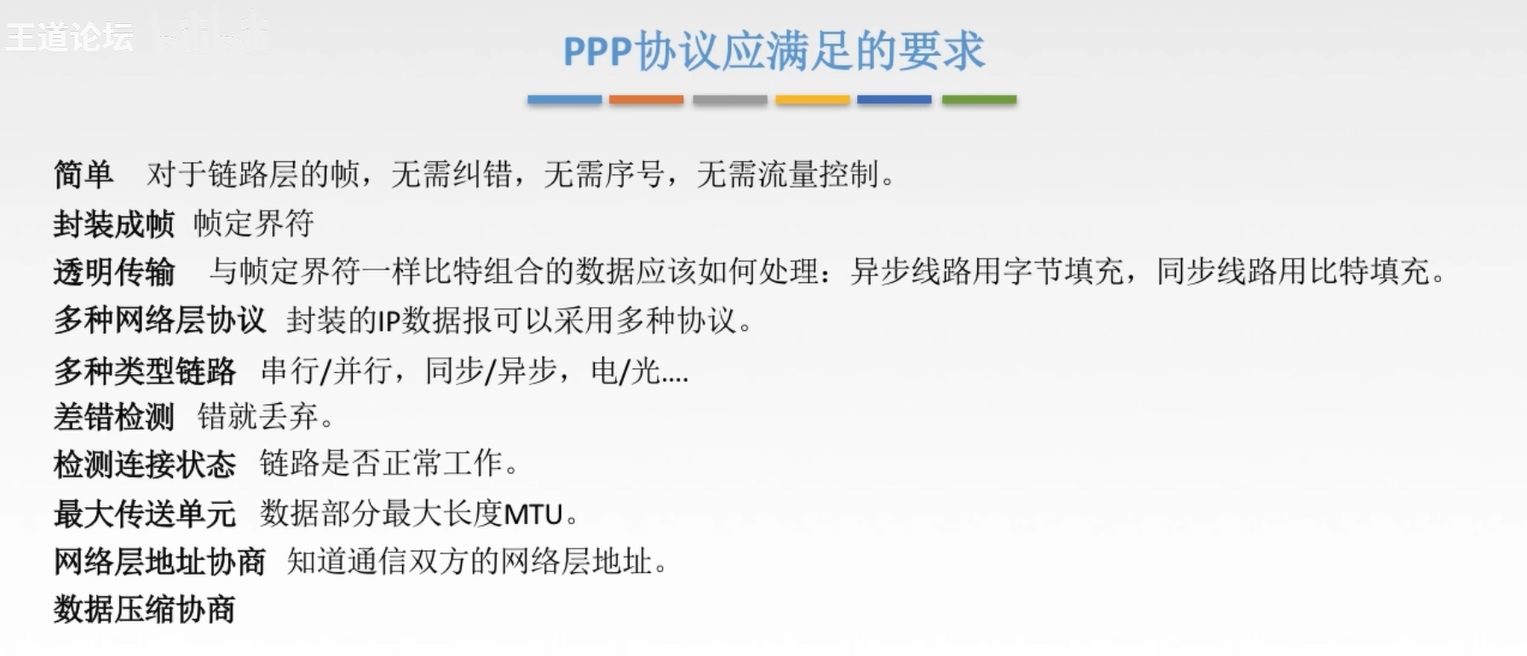 王道论坛 bilibili
PPP协议应满足的要求
简单 对于链路层的帧，无需纠错，无需序号，无需流量控制。
封装成帧 帧定界符
透明传输 与帧定界符一样比特组合的数据应该如何处理：异步线路用字节填充，同步线路用比特填充。
多种网络层协议 封装的IP数据报可以采用多种协议。
多种类型链路 串行/并行，同步/异步，电/光....
差错检测 错就丢弃。
检测连接状态 链路是否正常工作。
最大传送单元 数据部分最大长度MTU。
网络层地址协商 知道通信双方的网络层地址。
数据压缩协商